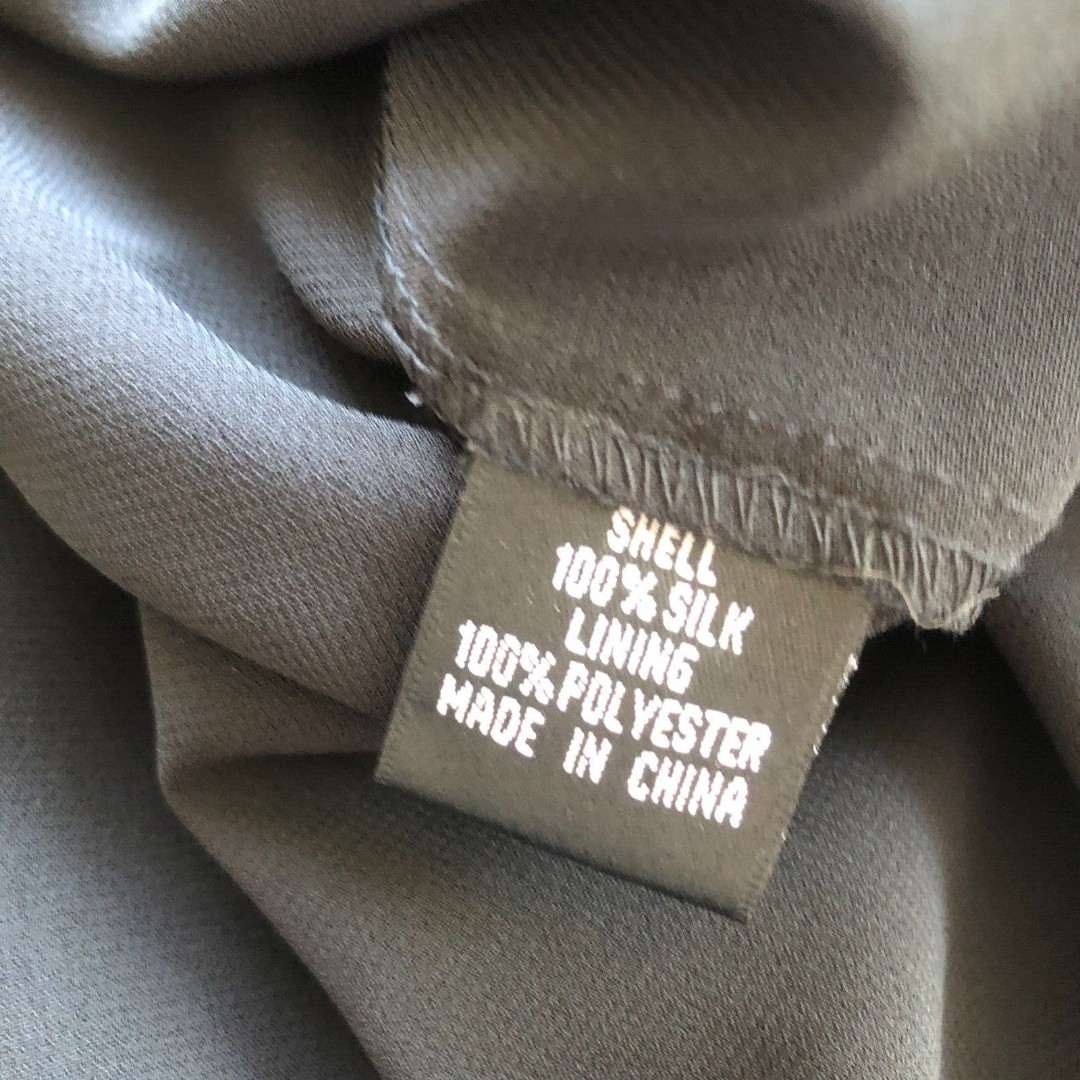 SHELL
100% SILK
LINING
100% POLYESTER
MADE IN CHINA